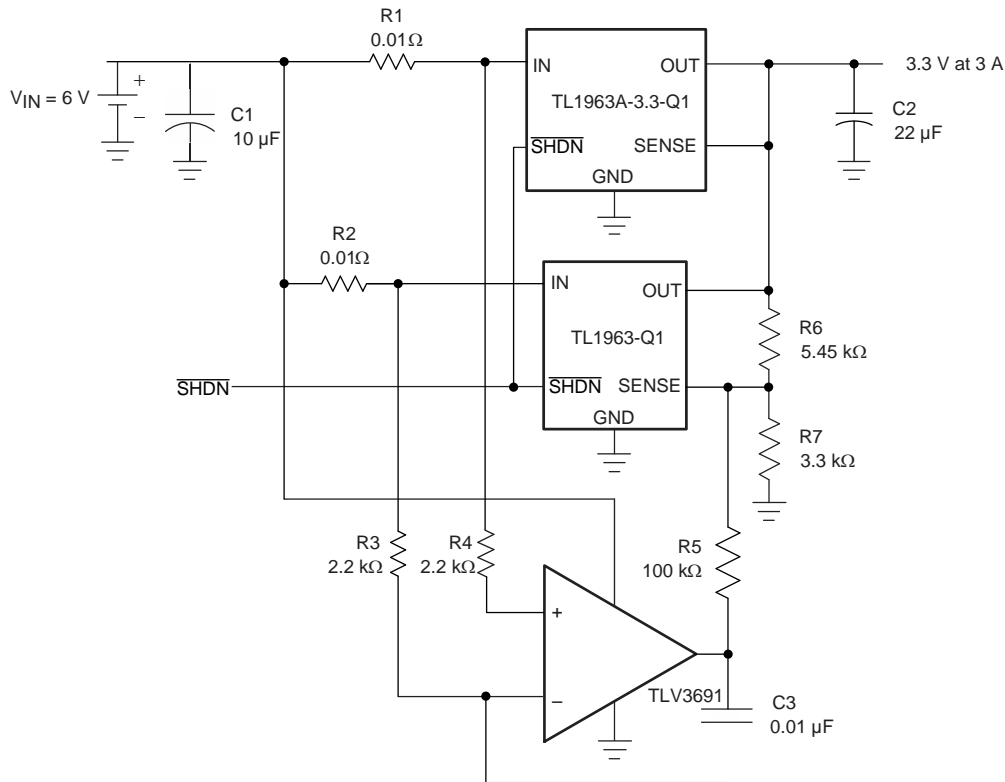 R1
0.01Ω
IN
OUT
3.3 V at 3 A
+
VIN = 6 V
−
C1
10 µF
TL1963A-3.3-Q1
C2
22 µF
SHDN
SENSE
GND
R2
0.01Ω
IN
OUT
TL1963-Q1
R6
5.45 kΩ
SHDN
SHDN
SENSE
GND
R7
3.3 kΩ
R3
2.2 kΩ
R4
2.2 kΩ
R5
100 kΩ
+
−
TLV3691
C3
0.01 µF